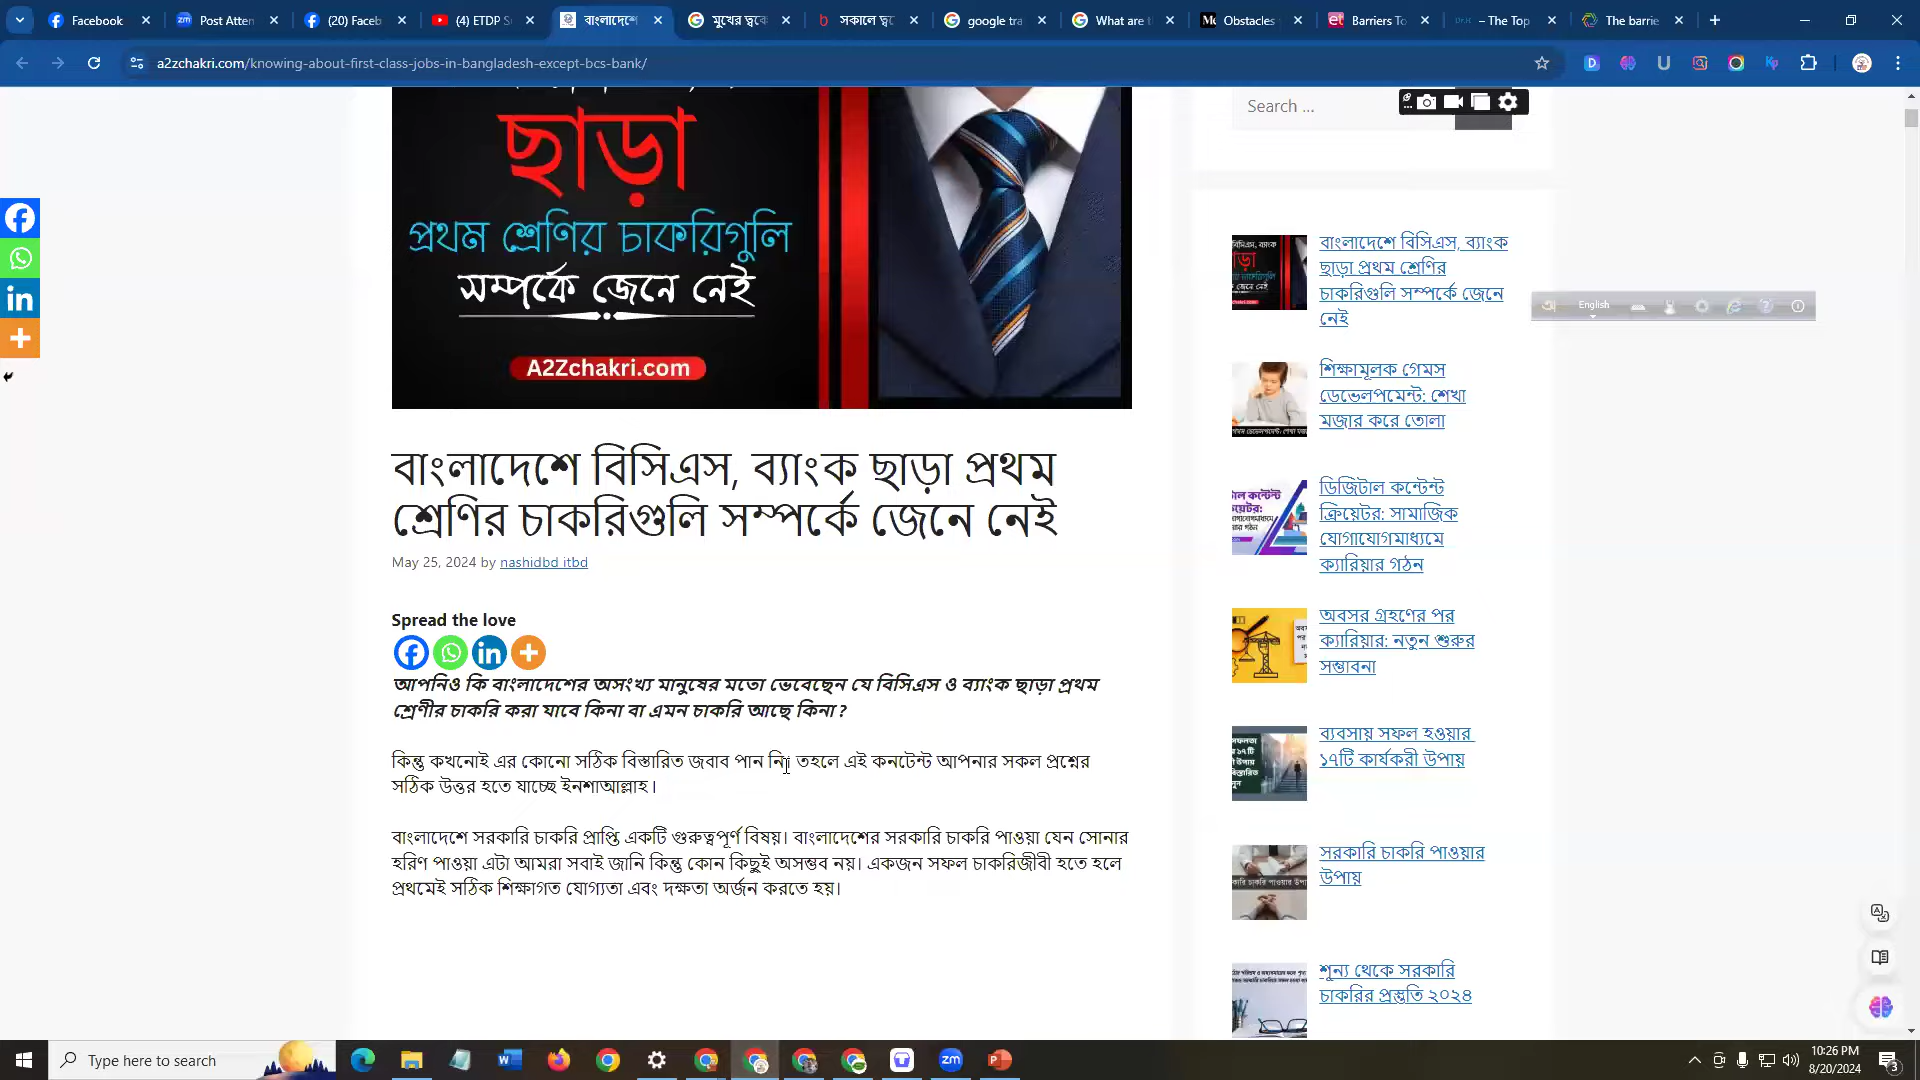 Facebook
Post Atten
(20) Faceb
(4) ETDP S
বাংলাদেশে
মুখের ত্বকে
সকালে ত্ব
google tra
What are t
Obstacles
Barriers To
– The Top
The barrie
a2zchakri.com/knowing-about-first-class-jobs-in-bangladesh-except-bcs-bank/
ছাড়া
প্রথম শ্রেণির চাকরিগুলি
সম্পর্কে জেনে নেই
A2Zchakri.com
বাংলাদেশে বিসিএস, ব্যাংক ছাড়া প্রথম
শ্রেণির চাকরিগুলি সম্পর্কে জেনে নেই
May 25, 2024 by nashidbd itbd
Spread the love
আপনিও কি বাংলাদেশের অসংখ্য মানুষের মতো ভেবেছেন যে বিসিএস ও ব্যাংক ছাড়া প্রথম
শ্রেণীর চাকরি করা যাবে কিনা বা এমন চাকরি আছে কিনা ?
কিন্তু কখনোই এর কোনো সঠিক বিস্তারিত জবাব পান নি। তহলে এই কনটেন্ট আপনার সকল প্রশ্নের
সঠিক উত্তর হতে যাচ্ছে ইনশাআল্লাহ।
বাংলাদেশে সরকারি চাকরি প্রাপ্তি একটি গুরুত্বপূর্ণ বিষয়। বাংলাদেশের সরকারি চাকরি পাওয়া যেন সোনার
হরিণ পাওয়া এটা আমরা সবাই জানি কিন্তু কোন কিছুই অসম্ভব নয়। একজন সফল চাকরিজীবী হতে হলে
প্রথমেই সঠিক শিক্ষাগত যোগ্যতা এবং দক্ষতা অর্জন করতে হয়।
Search ...
বাংলাদেশে বিসিএস, ব্যাংক
ছাড়া প্রথম শ্রেণির
চাকরিগুলি সম্পর্কে জেনে
নেই
English
শিক্ষামূলক গেমস
ডেভেলপমেন্ট: শেখা
মজার করে তোলা
ডিজিটাল কন্টেন্ট
ক্রিয়েটর: সামাজিক
যোগাযোগমাধ্যমে
ক্যারিয়ার গঠন
অবসর গ্রহণের পর
ক্যারিয়ার: নতুন শুরুর
সম্ভাবনা
ব্যবসায় সফল হওয়ার
১৭টি কার্যকরী উপায়
সরকারি চাকরি পাওয়ার
উপায়
শূন্য থেকে সরকারি
চাকরির প্রস্তুতি ২০২৪
Type here to search
10:26 PM
8/20/2024